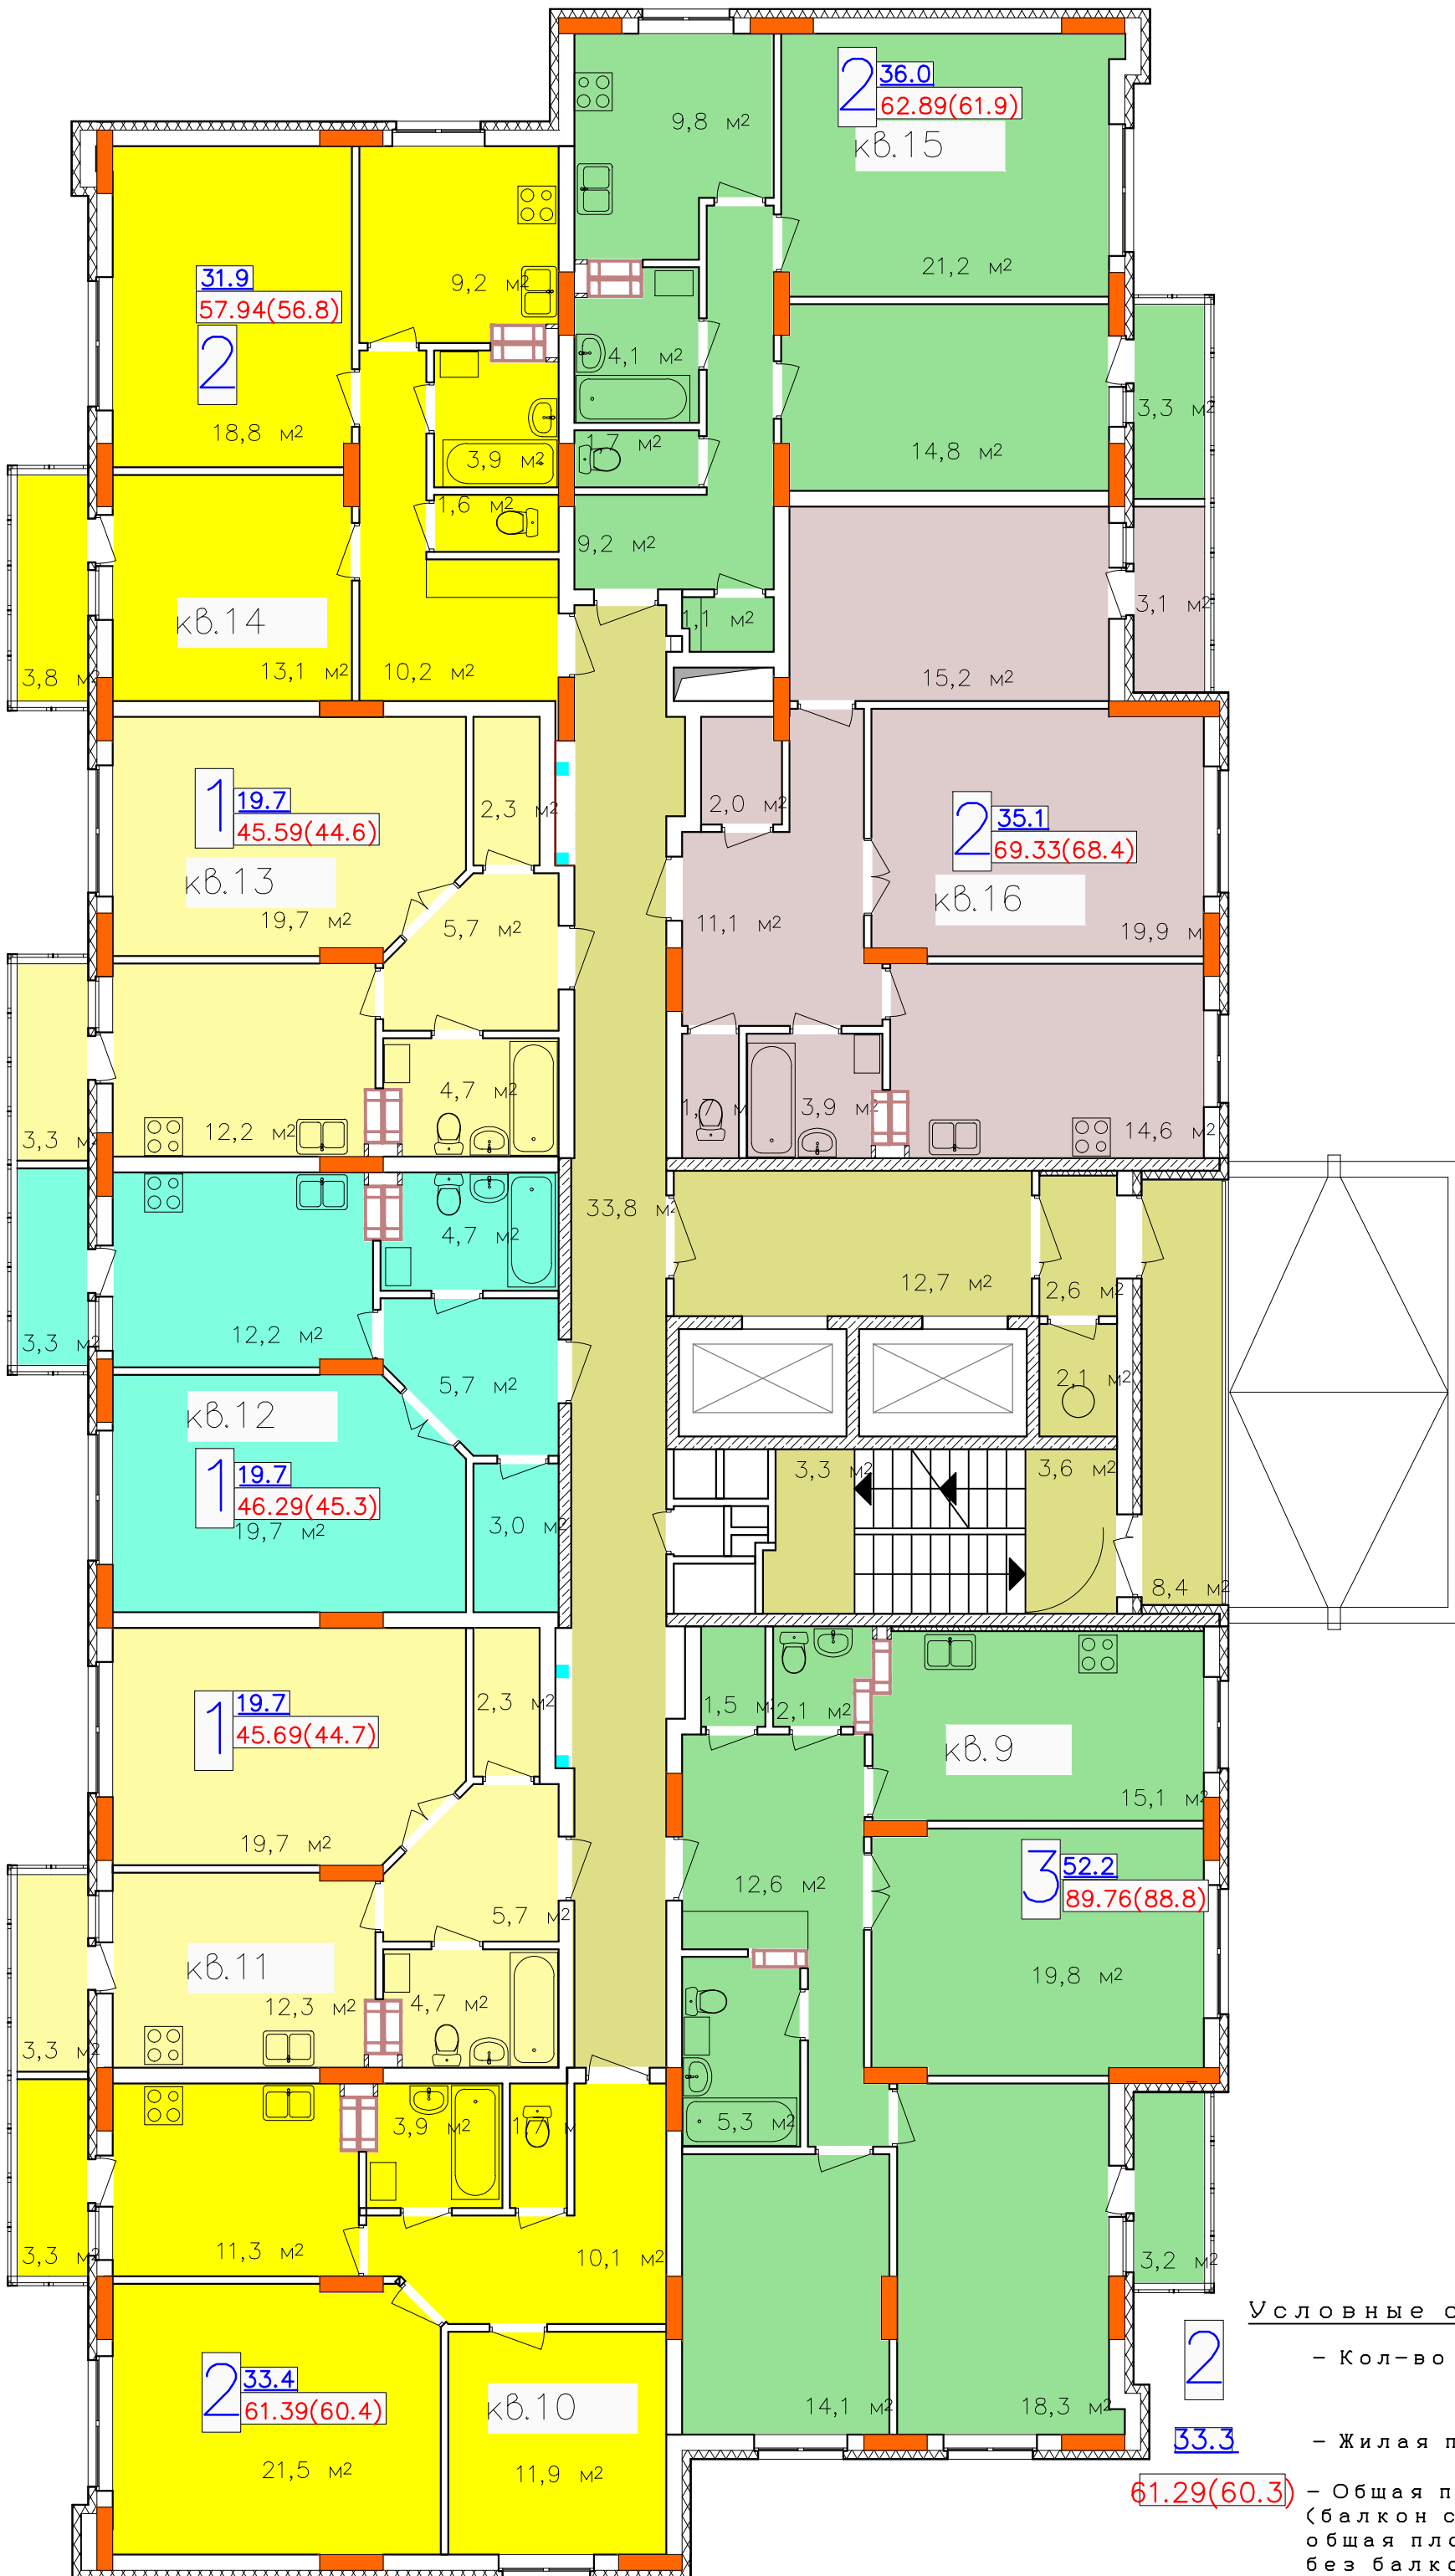 2 36.0
62.89(61.9)
кв.15
9,8 м²
21,2 м²
4,1 м²
1,7 м²
14,8 м²
3,3 м²
9,2 м²
1,1 м²
31.9
57.94(56.8)
2
9,2 м²
18,8 м²
3,9 м²
1,6 м²
кв.14
3,8 м
13,1 м²
10,2 м²
3,1 м²
15,2 м²
1 19.7
45.59(44.6)
кв.13
2,3 м²
19,7 м²
5,7 м²
4,7 м²
12,2 м²
3,3 м
2,0 м²
2 35.1
69.33(68.4)
кв.16
11,1 м²
19,9 м
1,7 м
3,9 м²
14,6 м²
33,8 м²
12,7 м²
2,6 м²
2,1 м²
3,3 м²
3,6 м²
8,4 м²
4,7 м²
12,2 м²
3,3 м²
5,7 м²
кв.12
1 19.7
46.29(45.3)
19,7 м²
3,0 м²
1 19.7
45.69(44.7)
2,3 м²
19,7 м²
5,7 м²
кв.11
12,3 м²
4,7 м²
3,3 м²
1,5 м²
2,1 м²
кв.9
15,1 м²
3 52.2
89.76(88.8)
12,6 м²
19,8 м²
5,3 м²
14,1 м²
18,3 м²
3,2 м²
3,9 м²
1,7 м
11,3 м²
3,3 м²
10,1 м²
2 33.4
61.39(60.4)
21,5 м²
кв.10
11,9 м²
Условные о
2 – Кол-во
33.3 – Жилая п
61.29(60.3) – Общая п
(балкон с
общая пло
без балко